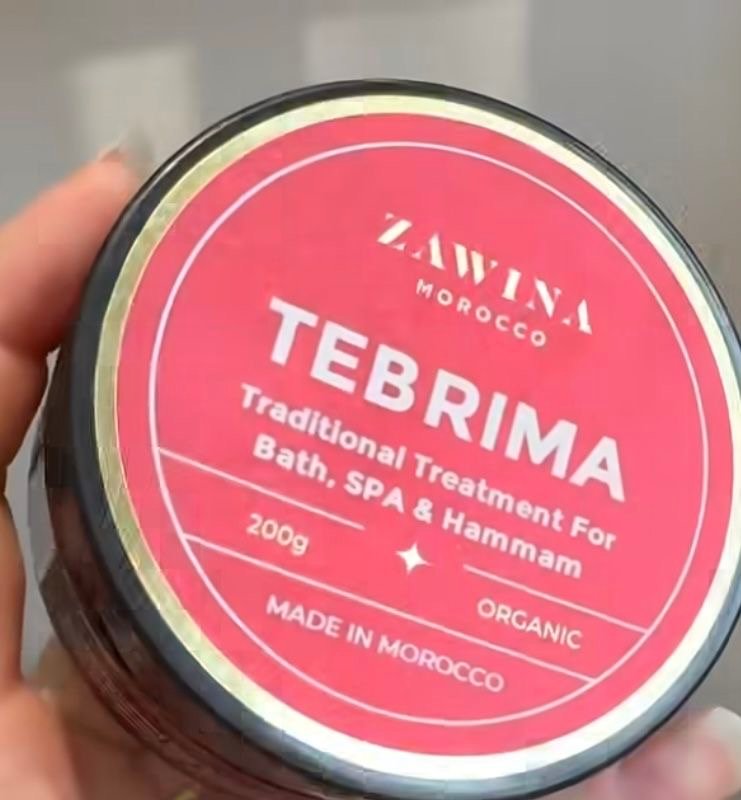 ZAWINA
MOROCCO
TEBRIMA
Traditional Treatment For
Bath, SPA & Hammam
200g
ORGANIC
MADE IN MOROCCO